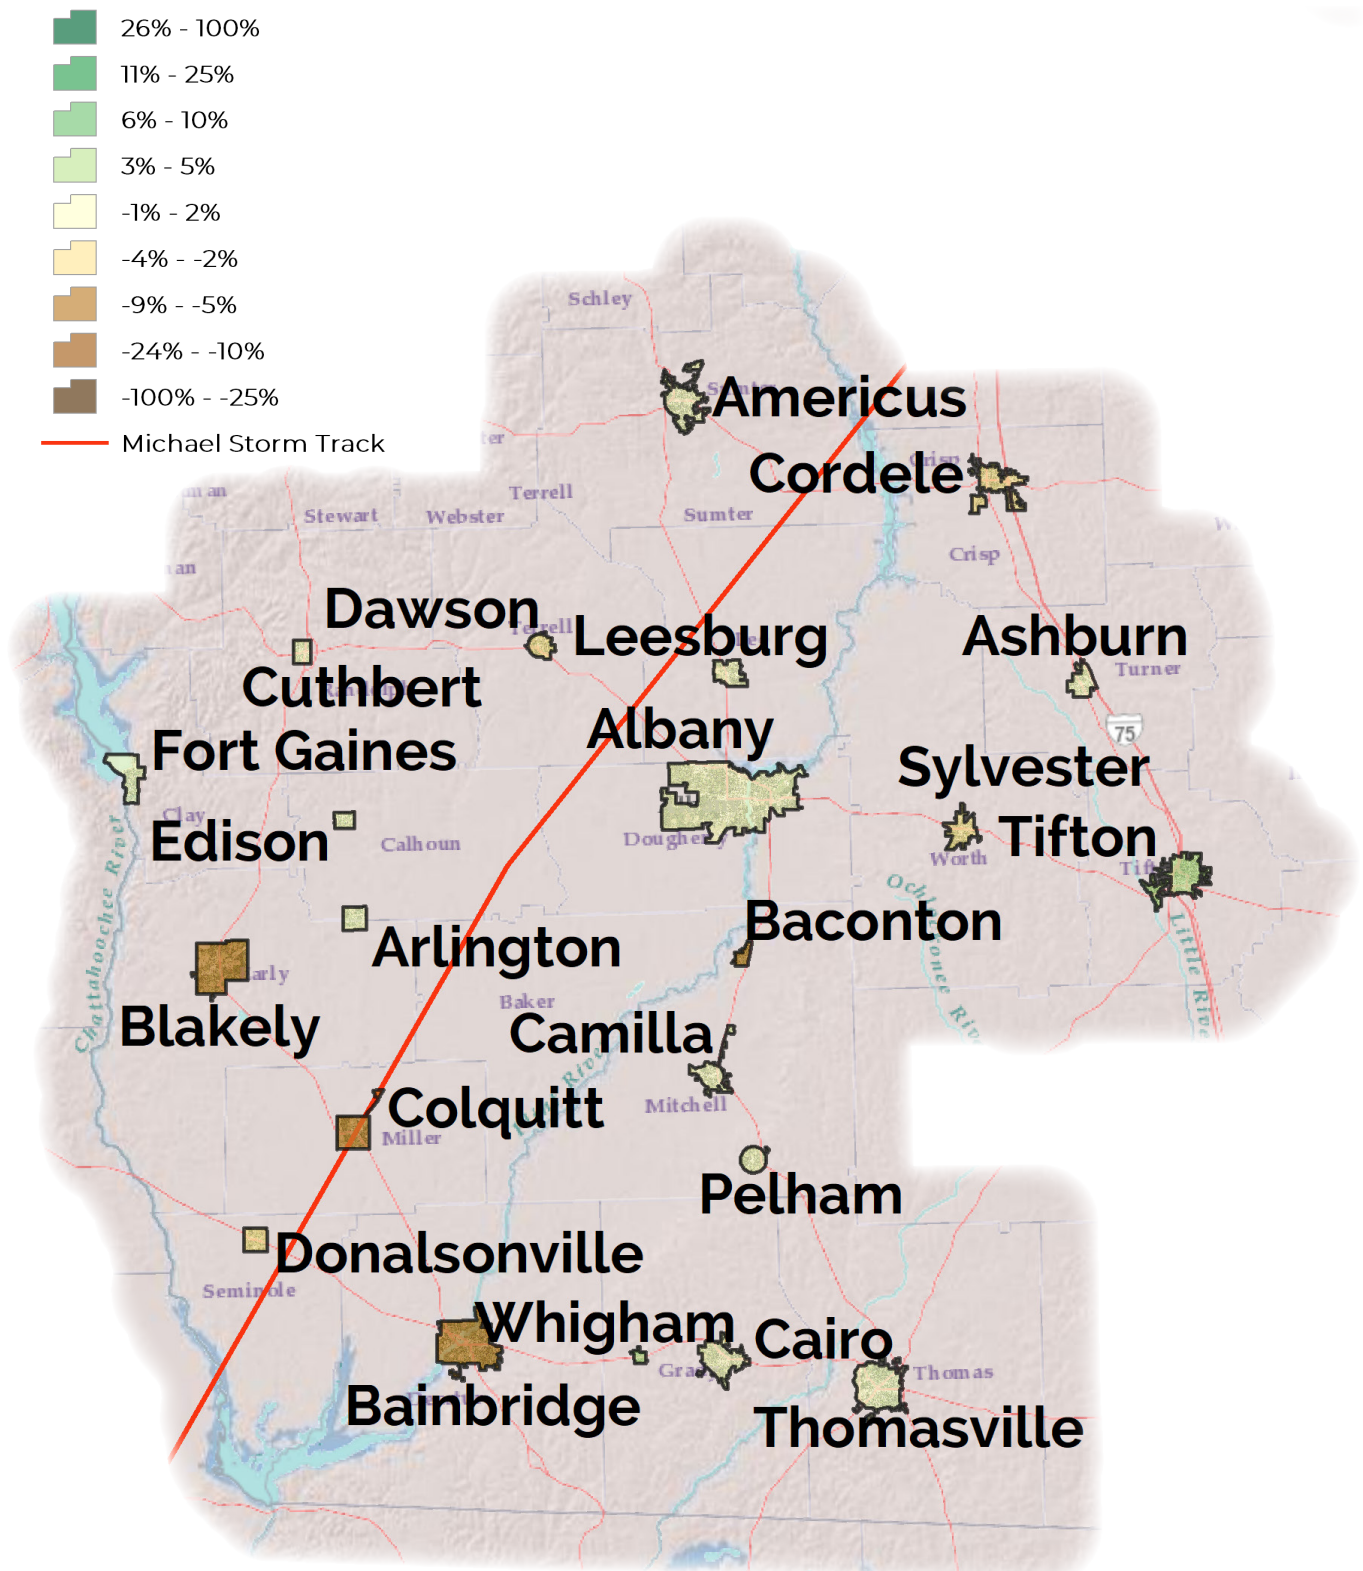 26% - 100%
11% - 25%
6% - 10%
3% - 5%
-1% - 2%
-4% - -2%
-9% - -5%
-24% - -10%
-100% - -25%
Michael Storm Track
Schley
Americus
Cordele
Terrell
Stewart
Webster
Sumter
Crisp
Dawson
Leesburg
Ashburn
Turner
Cuthbert
75
Albany
Fort Gaines
Sylvester
Clay
Edison
Calhoun
Tifton
Worth
Baconton
Arlington
Chattahoochee River
Blakely
Baker
Camilla
Mitchell
Colquitt
Miller
Pelham
Donalsonville
Seminole
Whigham
Cairo
Thomas
Bainbridge
Thomasville